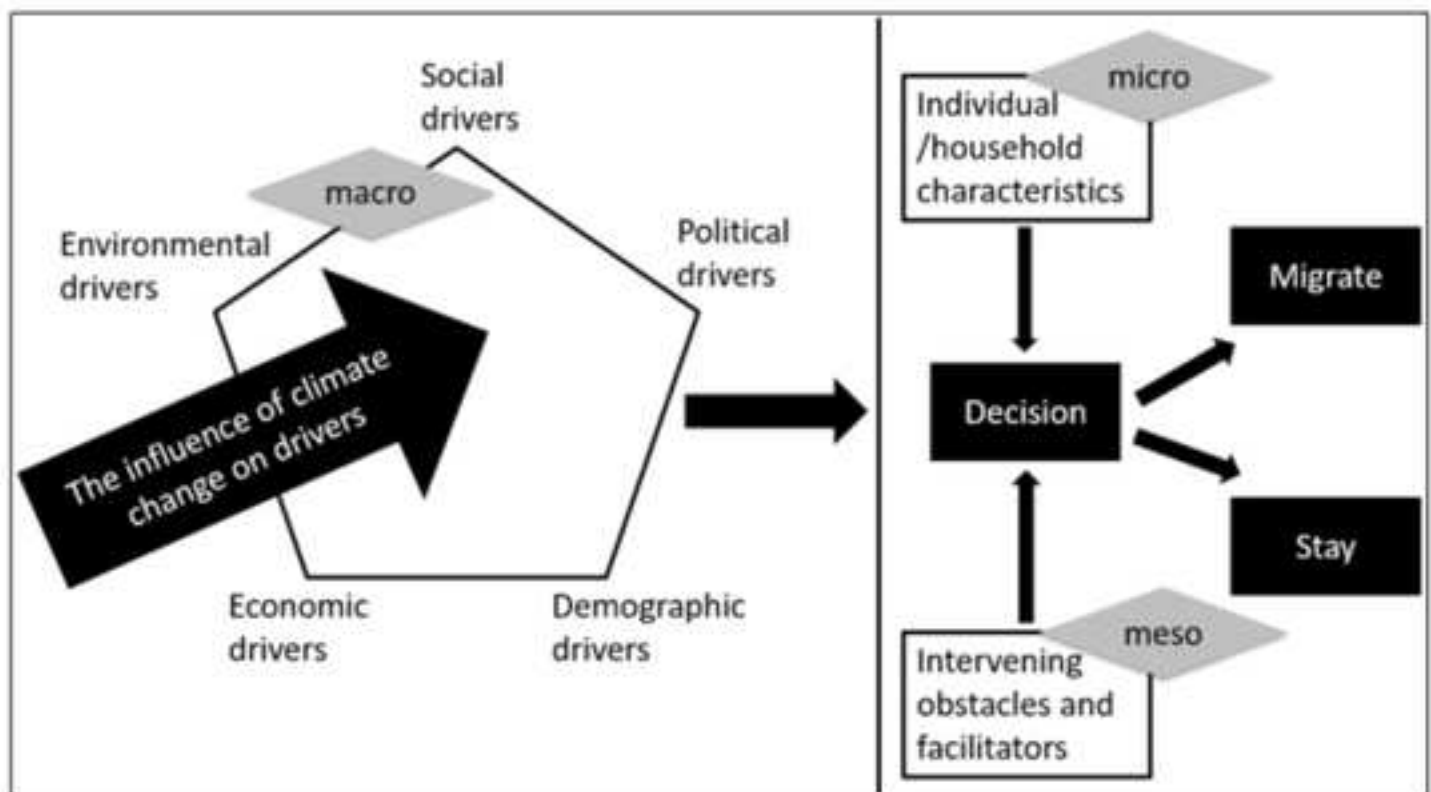 Social
drivers
macro
Environmental
drivers
Political
drivers
The influence of climate
change on drivers
Economic
drivers
Demographic
drivers
micro
Individual
/household
characteristics
Migrate
Decision
Stay
meso
Intervening
obstacles and
facilitators